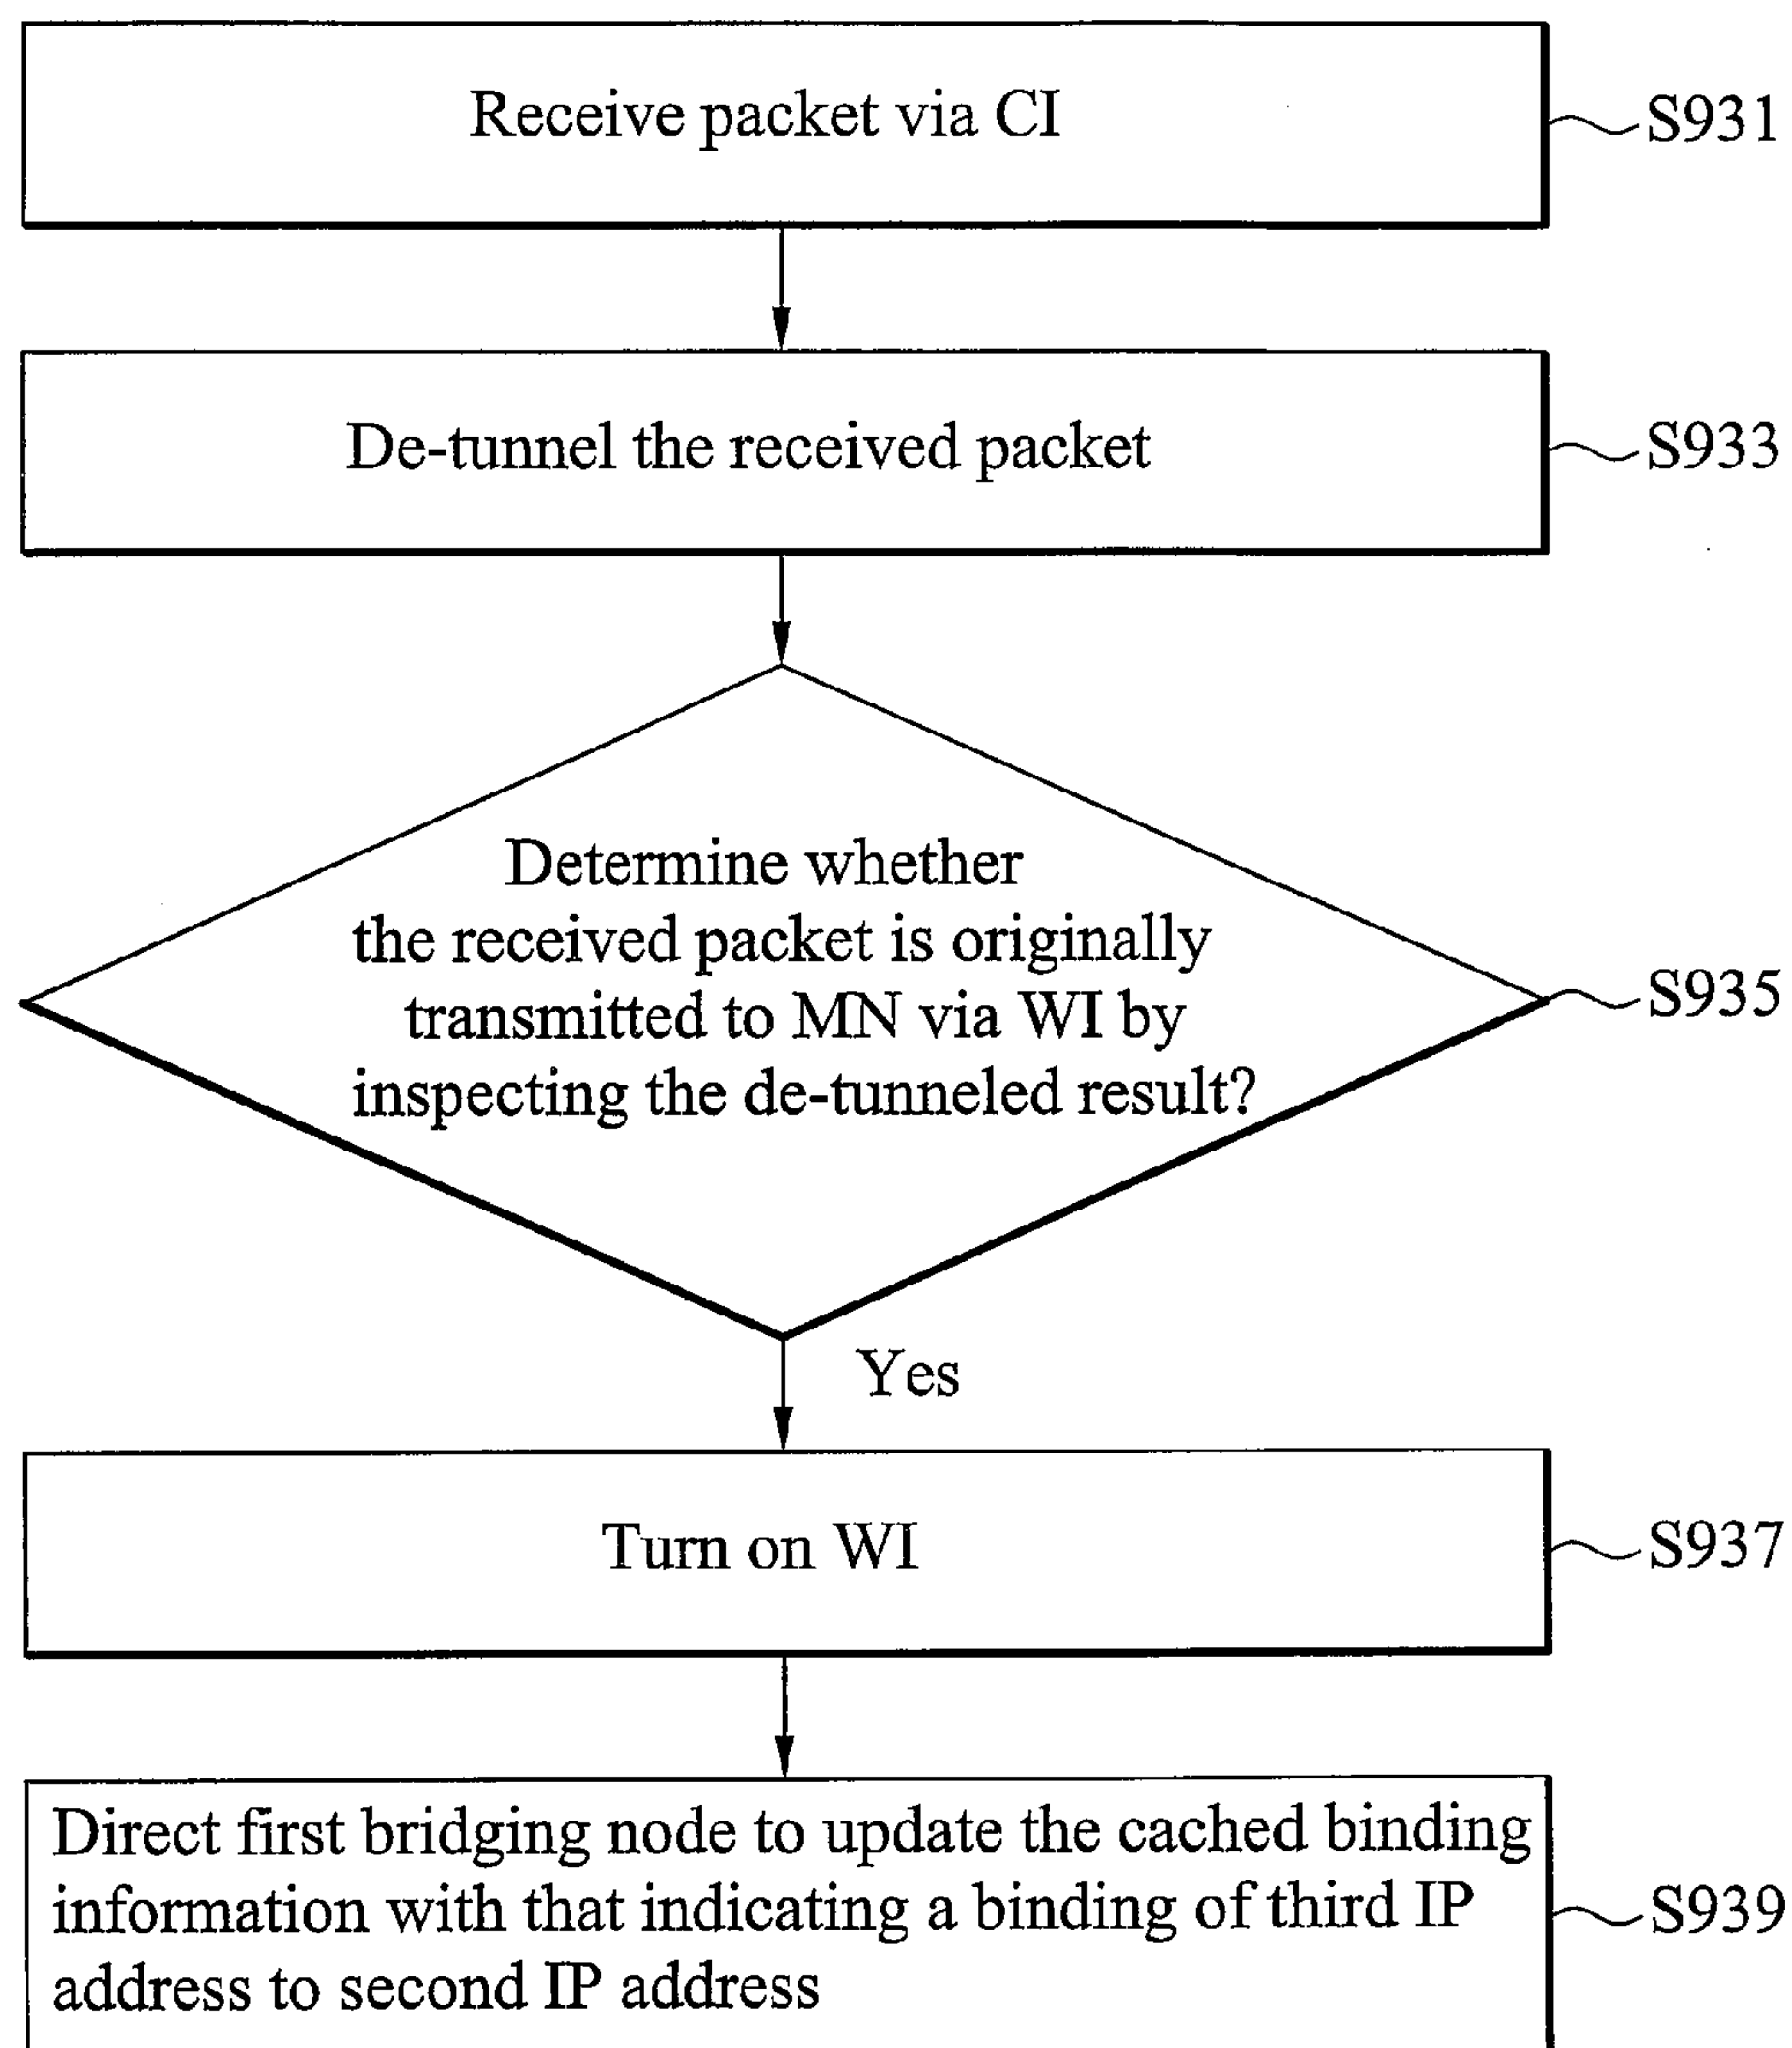 Receive packet via CI
S931
De-tunnel the received packet
S933
Determine whether
the received packet is originally
transmitted to MN via WI by
inspecting the de-tunneled result?
S935
Yes
Turn on WI
S937
Direct first bridging node to update the cached binding
information with that indicating a binding of third IP
address to second IP address
S939